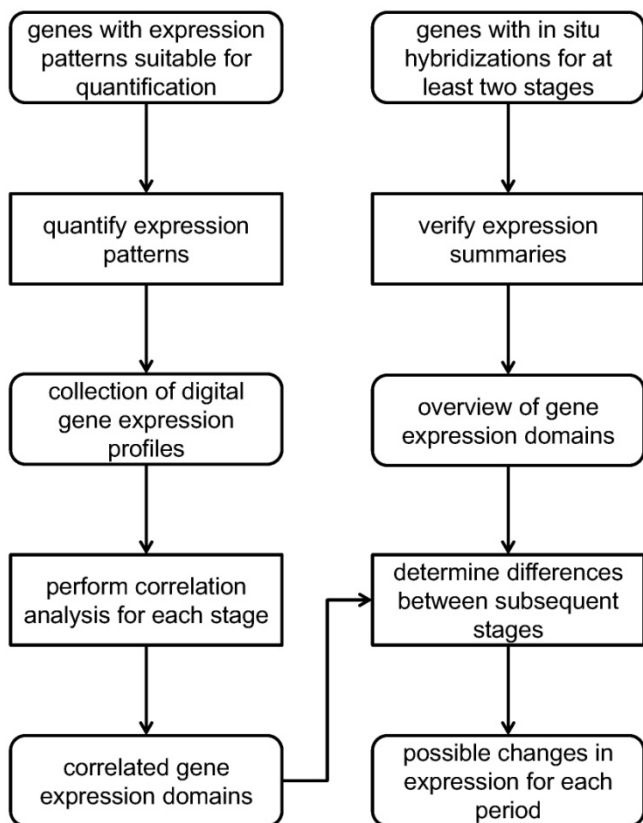 genes with expression
patterns suitable for
quantification
quantify expression
patterns
collection of digital
gene expression
profiles
perform correlation
analysis for each stage
correlated gene
expression domains
genes with in situ
hybridizations for at
least two stages
verify expression
summaries
overview of gene
expression domains
determine differences
between subsequent
stages
possible changes in
expression for each
period